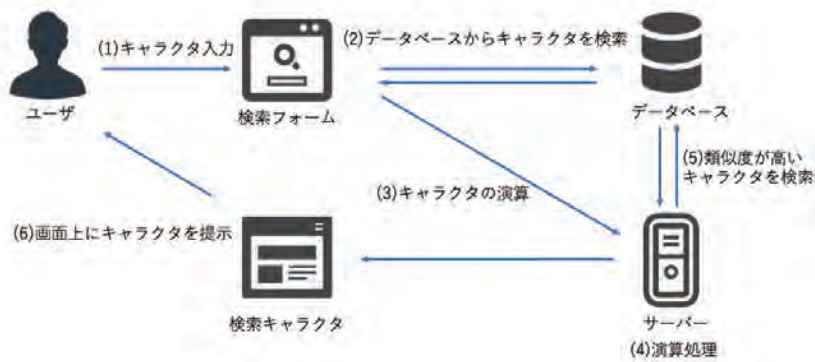 (1)キャラクタ入力
(2)データベースからキャラクタを検索
ユーザ
検索フォーム
データベース
(5)類似度が高い
キャラクタを検索
(3)キャラクタの演算
(6)画面上にキャラクタを提示
検索キャラクタ
サーバー
(4)演算処理